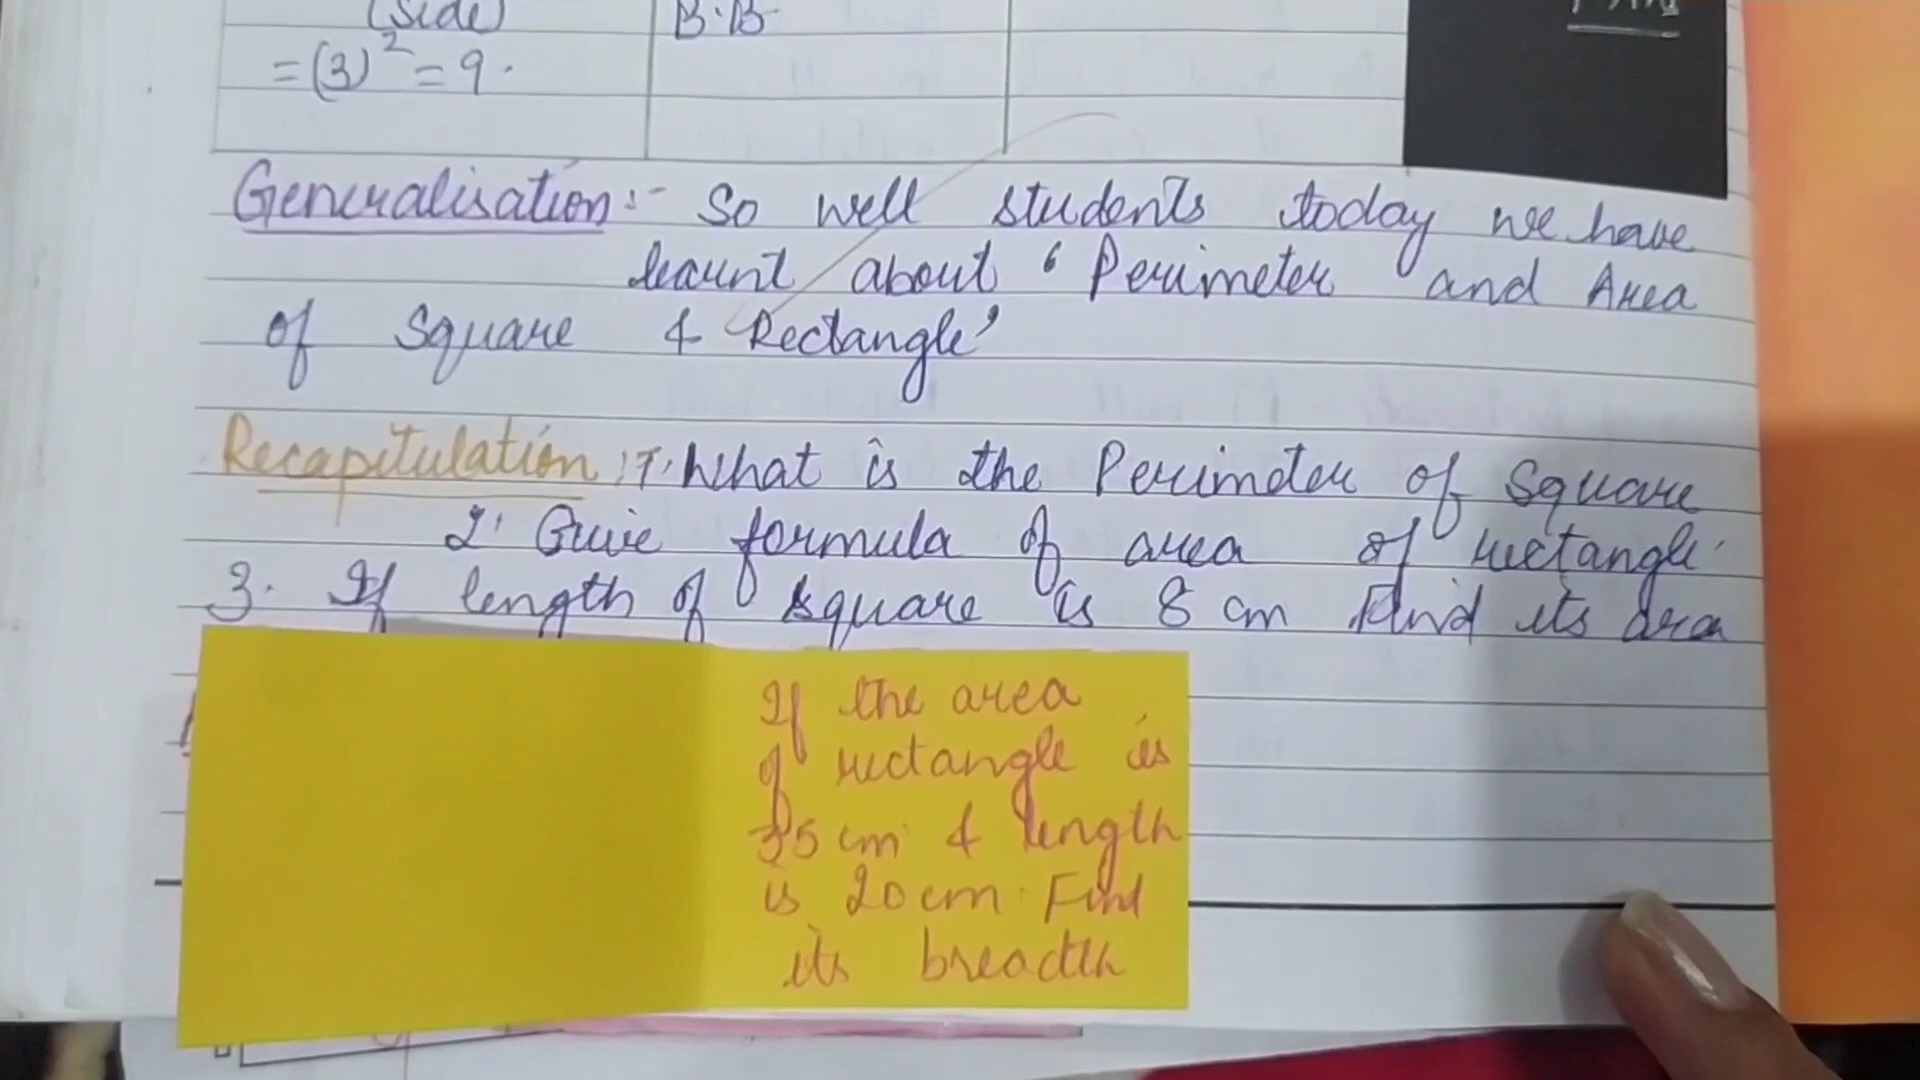 (side)
= (3)² = 9.
B.B
Generalisation:- So well students today we have
learnt about 'Perimeter and Area
of Square & Rectangle'
Recapitulation: 1. What is the Perimeter of Square
2. Give formula of area of rectangle.
3. If length of square is 8 cm Find its area
If the area
of rectangle is
35 cm & length
is 20 cm. Find
its breadth